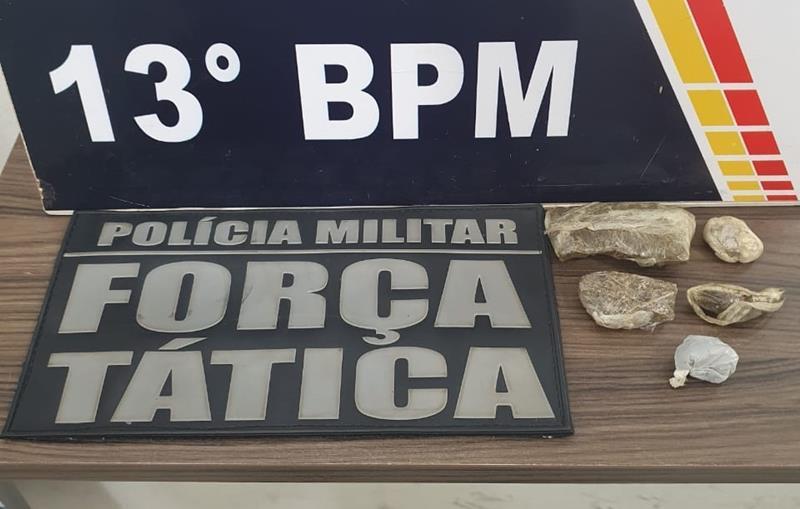 13° BPM
POLÍCIA MILITAR
FORÇA
TÁTICA